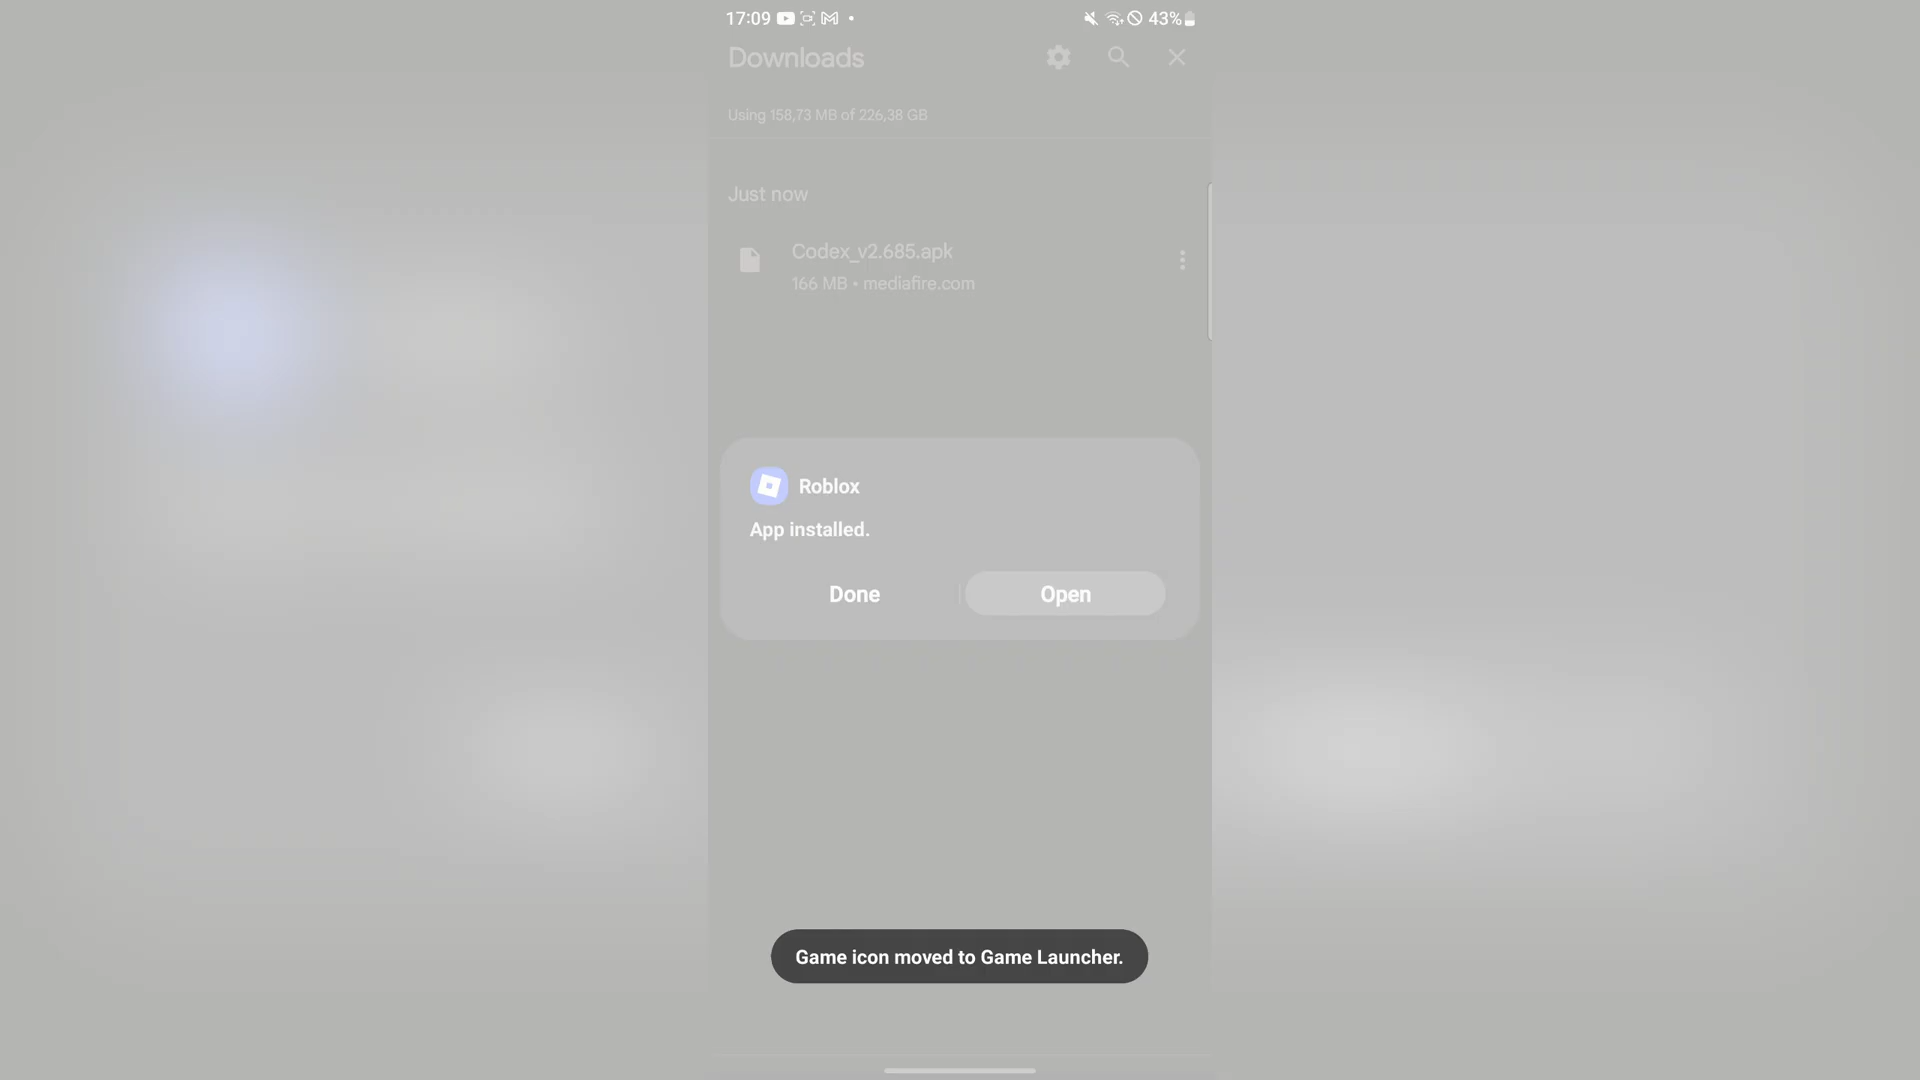 17:09 43%
Downloads
Using 158,73 MB of 226,38 GB
Just now
Codex_v2.685.apk
166 MB • mediafire.com
Roblox
App installed.
Done Open
Game icon moved to Game Launcher.